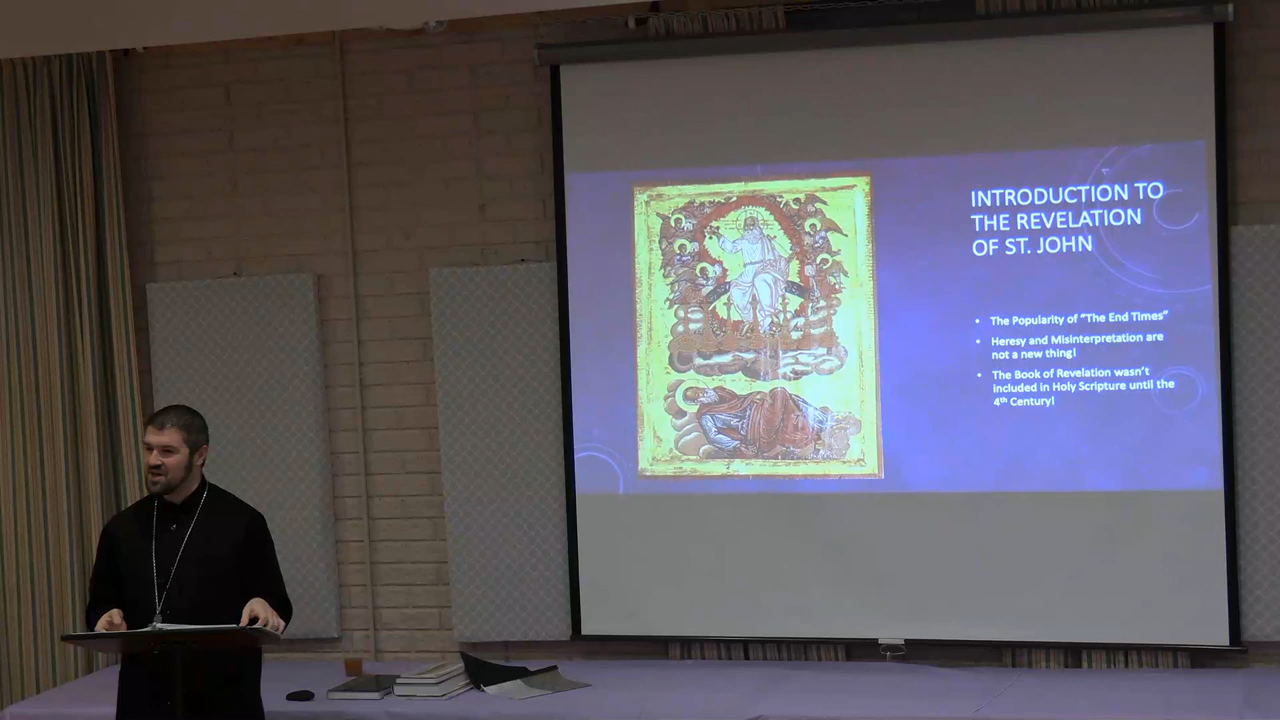 INTRODUCTION TO
THE REVELATION
OF ST. JOHN
• The Popularity of “The End Times”
• Heresy and Misinterpretation are
not a new thing!
• The Book of Revelation wasn’t
included in Holy Scripture until the
4th Century!